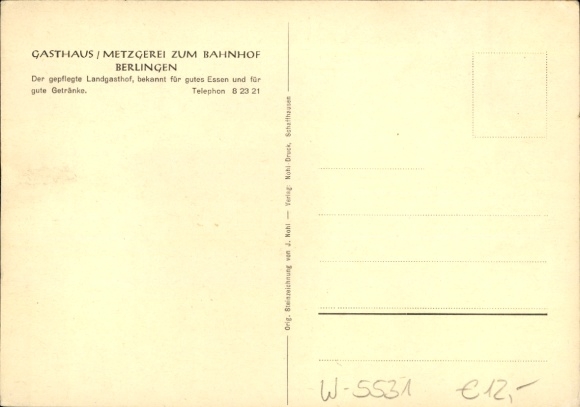 GASTHAUS / METZGEREI ZUM BAHNHOF
BERLINGEN
Der gepflegte Landgasthof, bekannt für gutes Essen und für
gute Getränke. Telephon 8 23 21
Orig. Steinzeichnung von J. Nohl — Verlag: Nohl-Druck, Schaffhausen
W-5531 €12,-